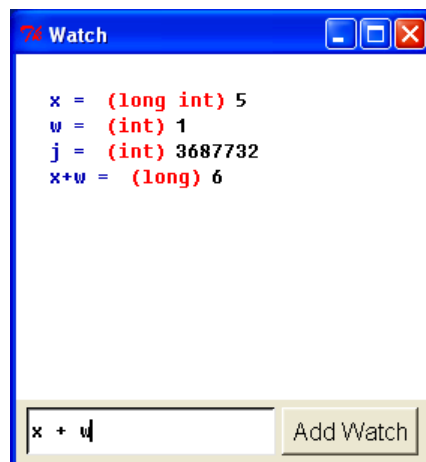 Watch
x = (long int) 5
w = (int) 1
j = (int) 3687732
x+w = (long) 6
x + w
Add Watch